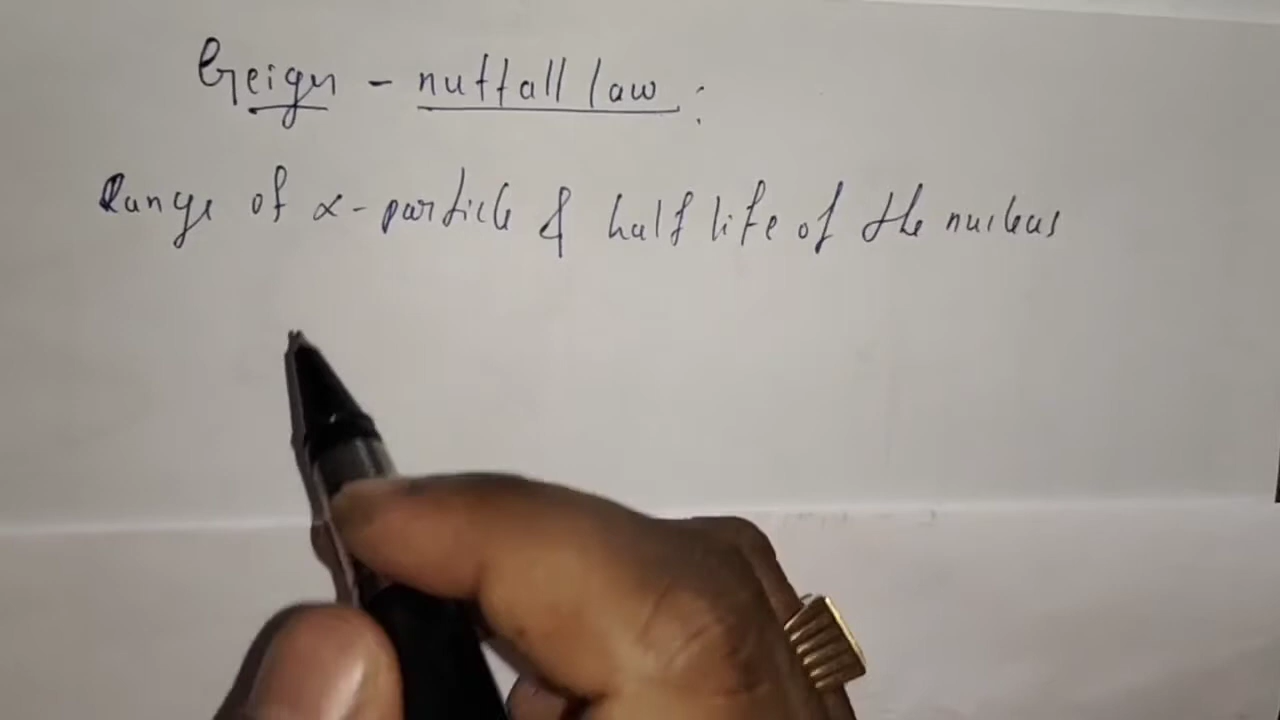 Geiger - nuttall law :
Range of α-particle & half life of the nucleus